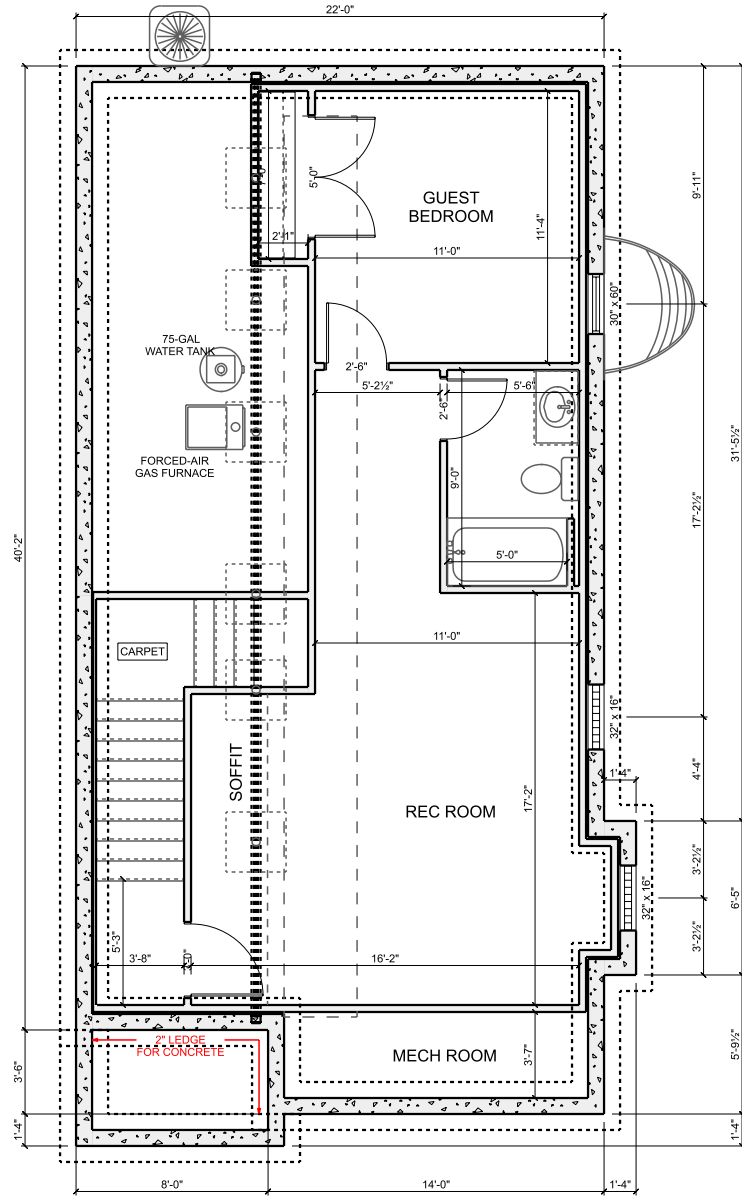 22'-0"
GUEST
BEDROOM
5'-0"
11'-4"
9'-11"
2'-1"
11'-0"
30" x 60"
75-GAL
WATER TANK
2'-6"
5'-2½"
5'-6"
2'-6"
31'-5½"
FORCED-AIR
GAS FURNACE
9'-0"
17'-2½"
40'-2"
5'-0"
CARPET
11'-0"
32" x 16"
SOFFIT
REC ROOM
17'-2"
1'-4"
4'-4"
3'-2½"
32" x 16"
6'-5"
5'-3"
3'-8"
16'-2"
3'-2½"
2" LEDGE
FOR CONCRETE
MECH ROOM
3'-7"
5'-9½"
3'-6"
1'-4"
1'-4"
8'-0"
14'-0"
1'-4"